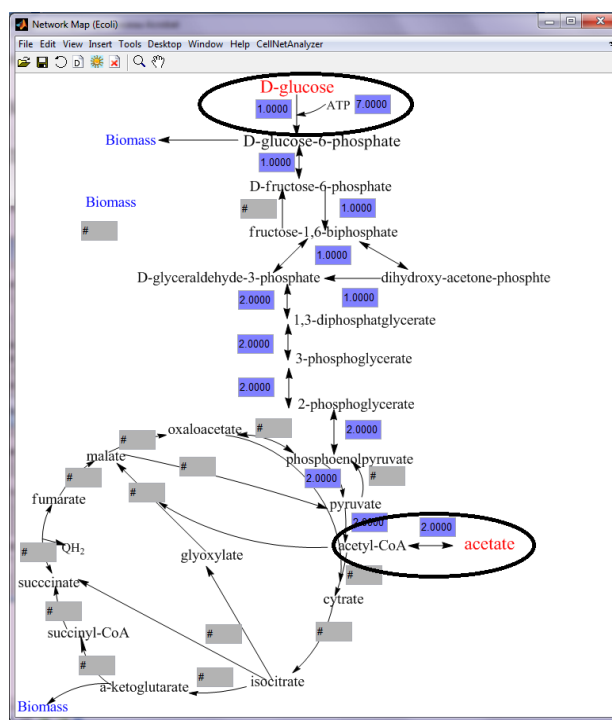 Network Map (Ecoli)
File Edit View Insert Tools Desktop Window Help CellNetAnalyzer
D-glucose
1.0000
ATP
7.0000
Biomass
D-glucose-6-phosphate
1.0000
D-fructose-6-phosphate
Biomass
#
1.0000
#
fructose-1,6-biphosphate
1.0000
D-glyceraldehyde-3-phosphate
dihydroxy-acetone-phosphte
2.0000
1.0000
1,3-diphosphatglycerate
2.0000
3-phosphoglycerate
2.0000
2-phosphoglycerate
oxaloacetate
#
2.0000
#
malate
#
phosphoenolpyruvate
#
2.0000
#
fumarate
#
pyruvate
2.0000
2.0000
#
QH2
glyoxylate
acetyl-CoA
acetate
succcinate
#
#
cytrate
succinyl-CoA
#
#
#
#
isocitrate
a-ketoglutarate
Biomass